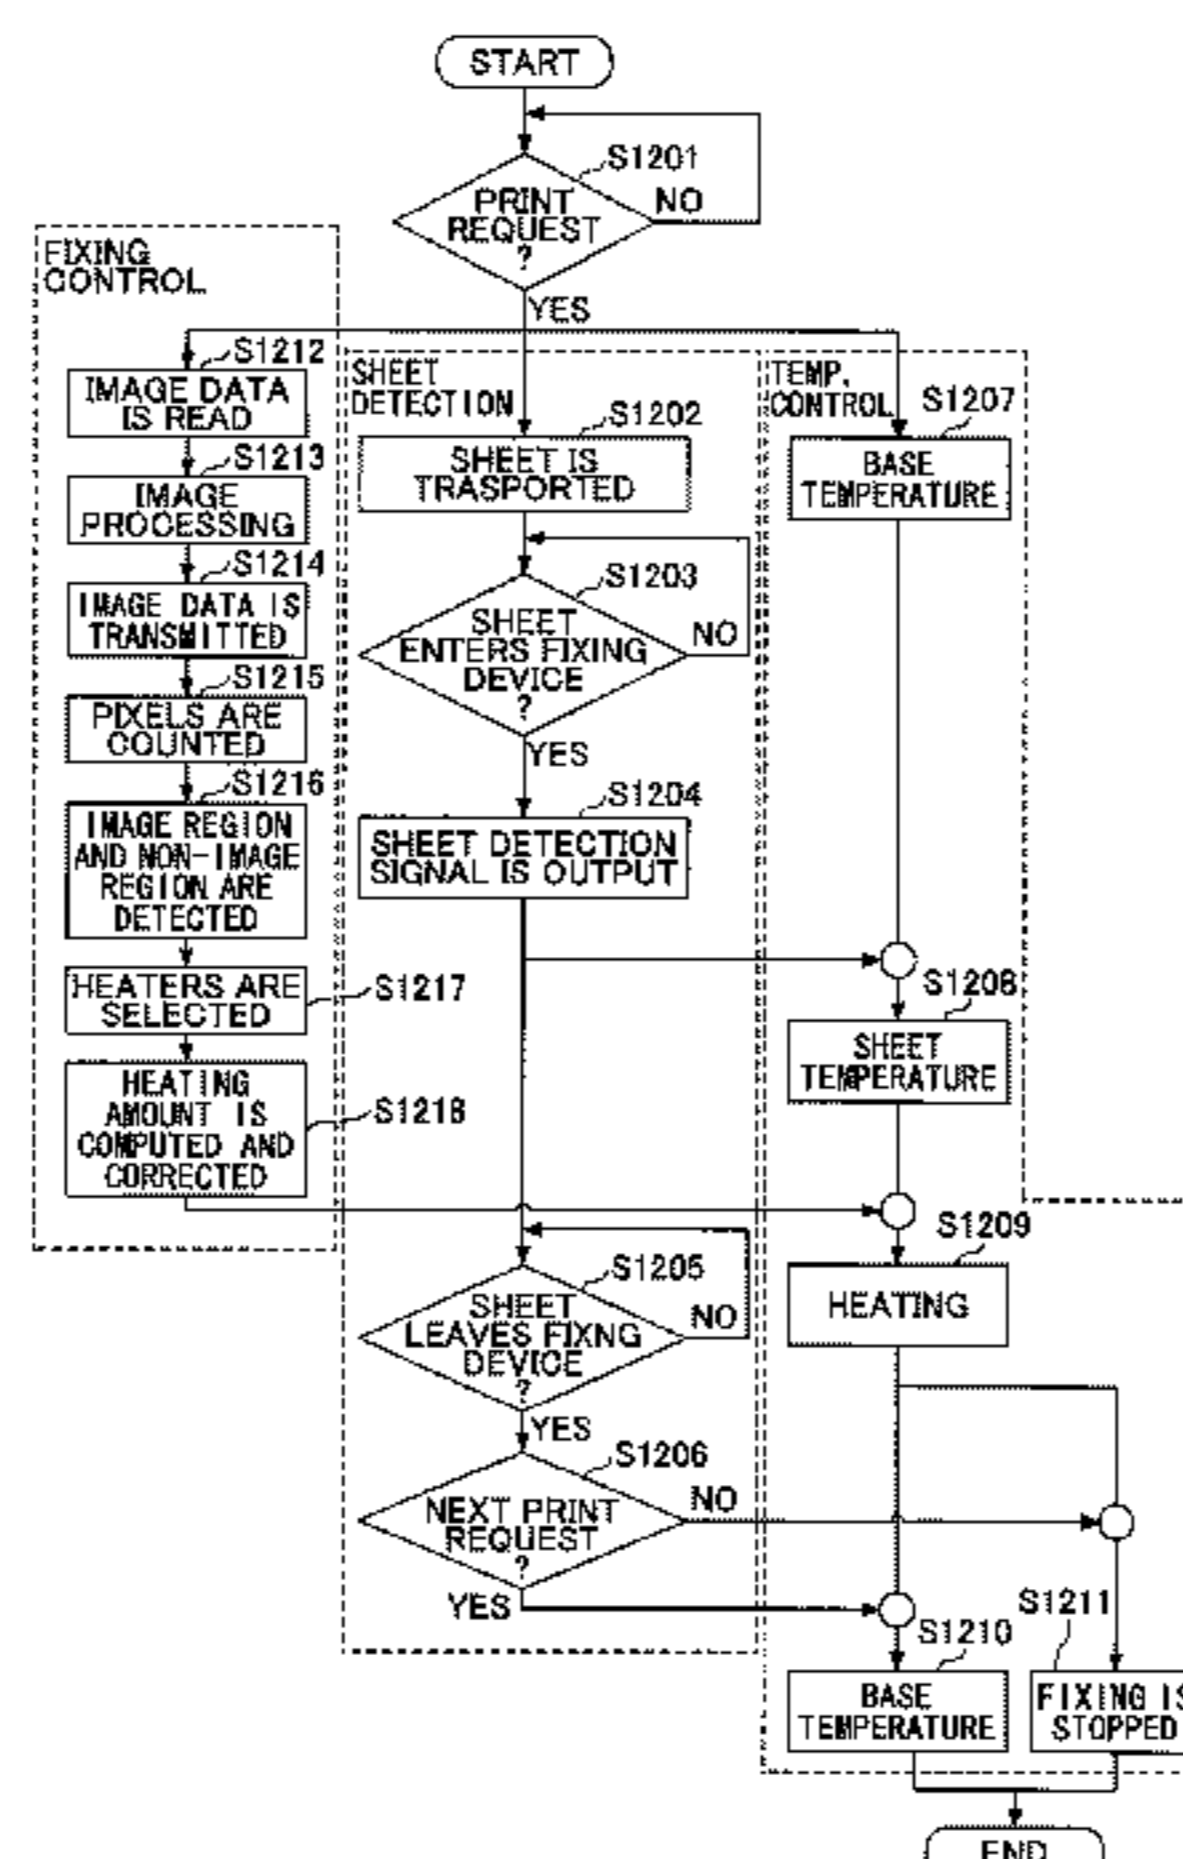 START
S1201
PRINT
REQUEST
?
NO
YES
FIXING
CONTROL
S1212
IMAGE DATA
IS READ
S1213
IMAGE
PROCESSING
S1214
IMAGE DATA IS
TRANSMITTED
S1215
PIXELS ARE
COUNTED
S1216
IMAGE REGION
AND NON-IMAGE
REGION ARE
DETECTED
HEATERS ARE
SELECTED
S1217
HEATING
AMOUNT IS
COMPUTED AND
CORRECTED
S1218
SHEET
DETECTION
S1202
SHEET IS
TRASPORTED
S1203
SHEET
ENTERS FIXING
DEVICE
?
NO
YES
S1204
SHEET DETECTION
SIGNAL IS OUTPUT
S1205
SHEET
LEAVES FIXNG
DEVICE
?
NO
YES
S1206
NEXT PRINT
REQUEST
?
NO
YES
TEMP.
CONTROL
S1207
BASE
TEMPERATURE
S1208
SHEET
TEMPERATURE
S1209
HEATING
S1210
BASE
TEMPERATURE
S1211
FIXING IS
STOPPED
END